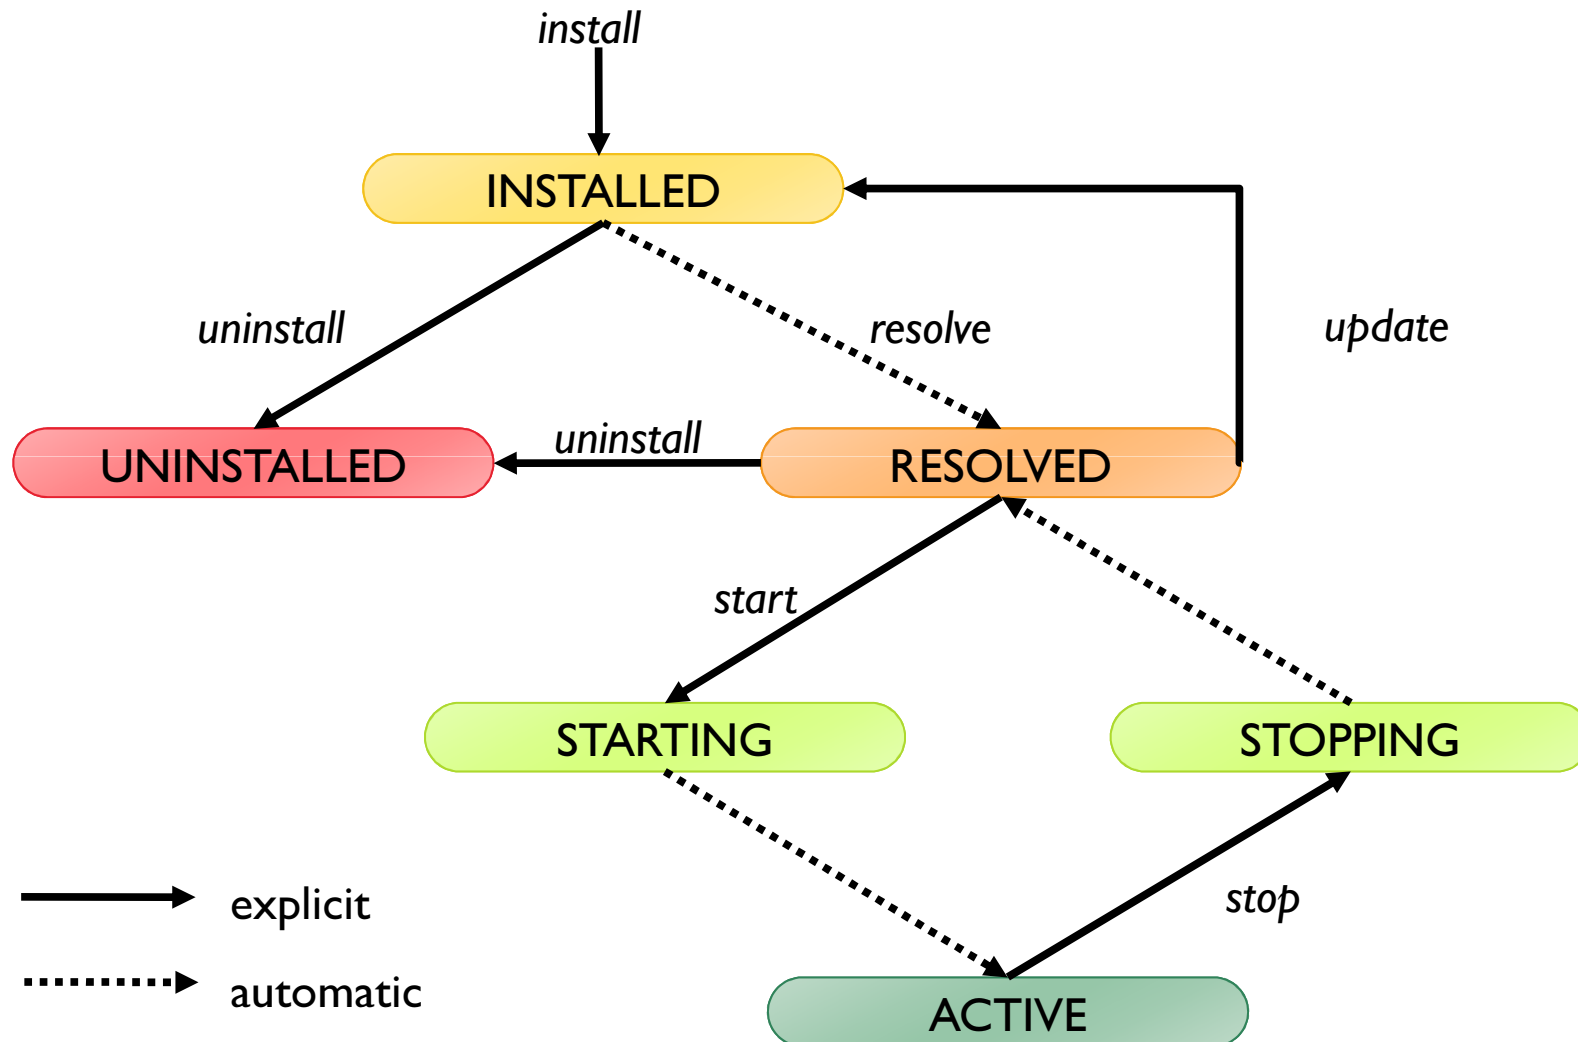 install
INSTALLED
uninstall
resolve
update
UNINSTALLED
uninstall
RESOLVED
start
STARTING
STOPPING
explicit
stop
automatic
ACTIVE